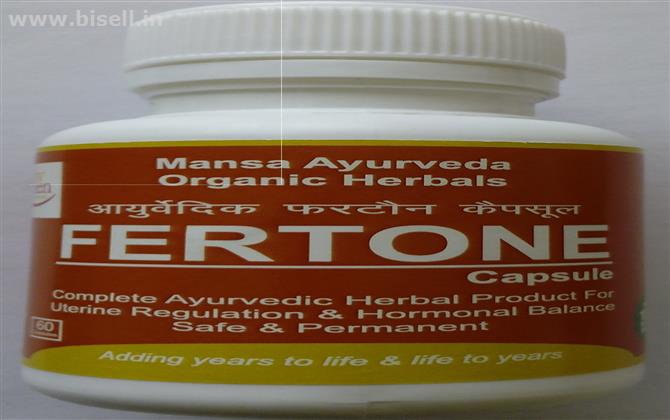 www.bisell.in
Mansa Ayurveda
Organic Herbals
आयुर्वेदिक फरटौन कैपसूल
FERTONE
Capsule
Complete Ayurvedic Herbal Product For
Uterine Regulation & Hormonal Balance
60
Safe & Permanent
Adding years to life & life to years